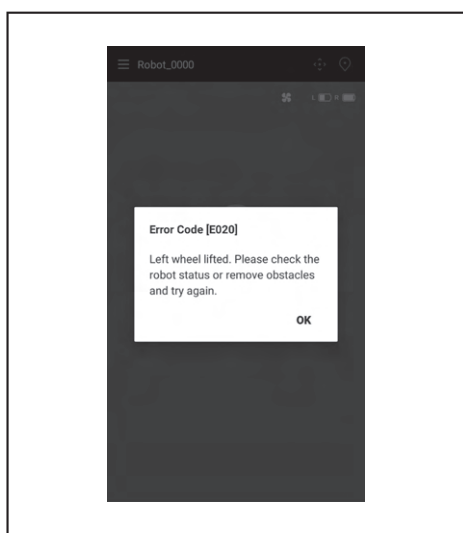 Robot_0000
L R
Error Code [E020]
Left wheel lifted. Please check the
robot status or remove obstacles
and try again.
OK